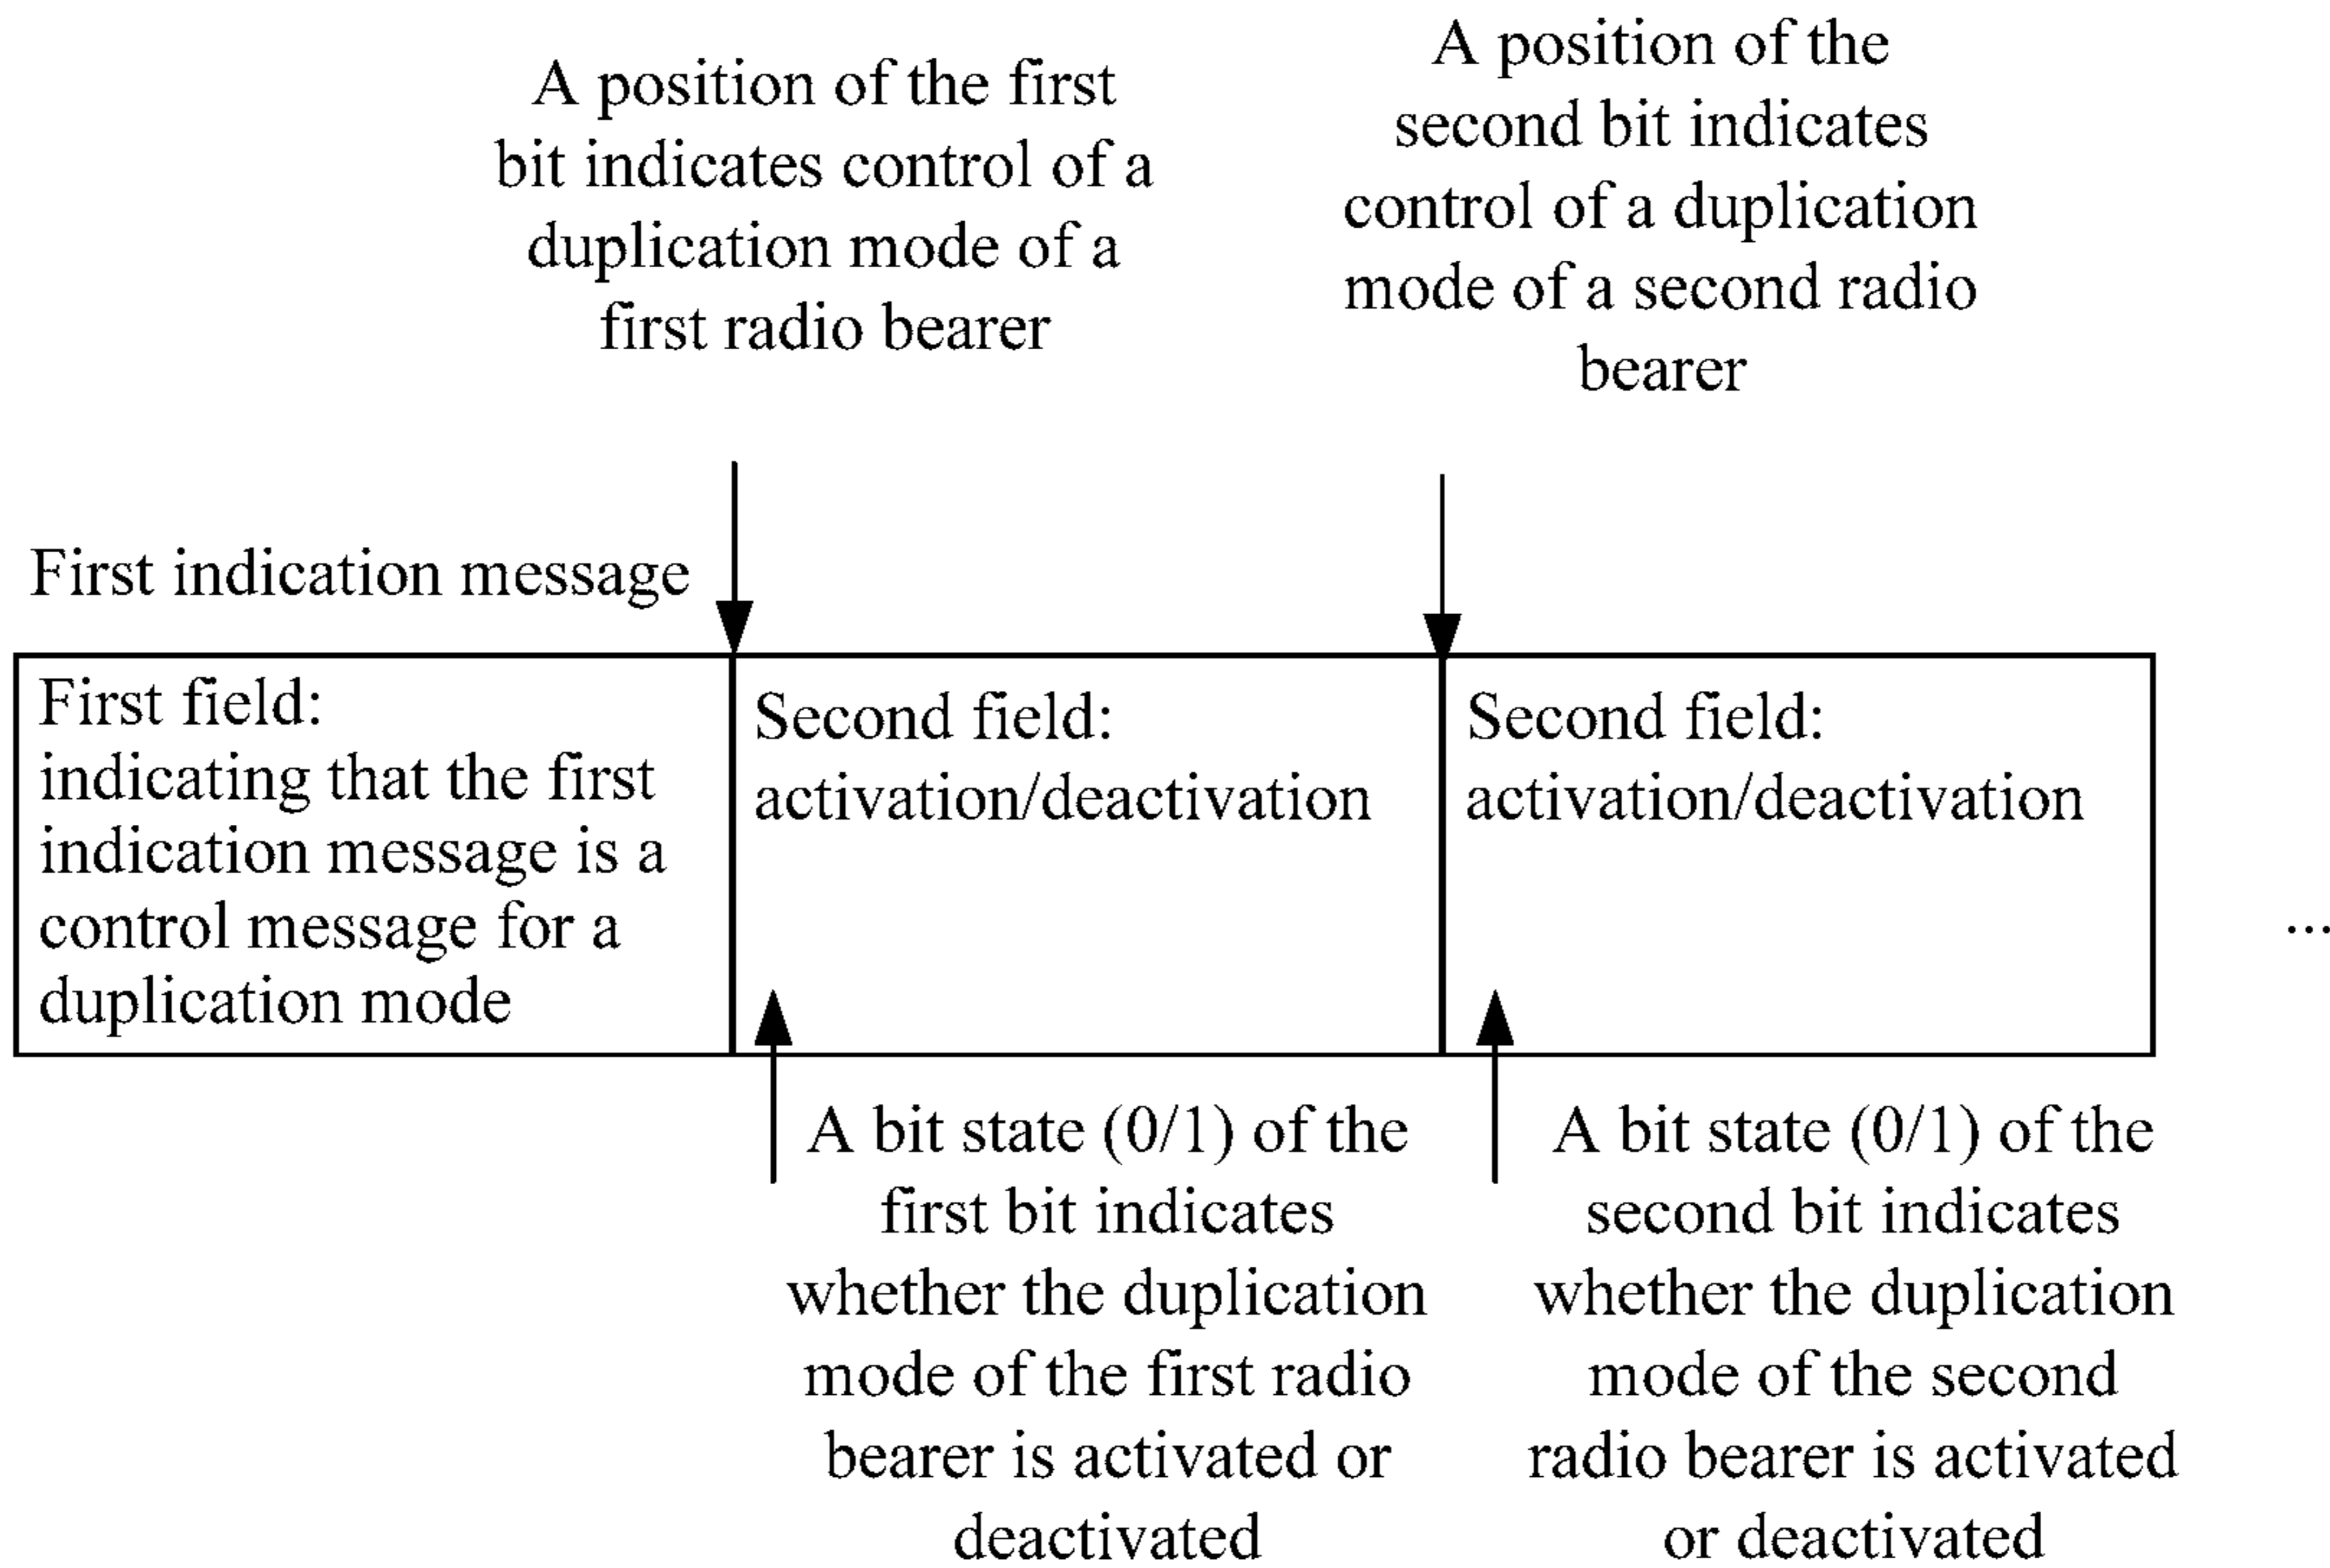 A position of the first
bit indicates control of a
duplication mode of a
first radio bearer
A position of the
second bit indicates
control of a duplication
mode of a second radio
bearer
First indication message
First field:
indicating that the first
indication message is a
control message for a
duplication mode
Second field:
activation/deactivation
Second field:
activation/deactivation
...
A bit state (0/1) of the
first bit indicates
whether the duplication
mode of the first radio
bearer is activated or
deactivated
A bit state (0/1) of the
second bit indicates
whether the duplication
mode of the second
radio bearer is activated
or deactivated